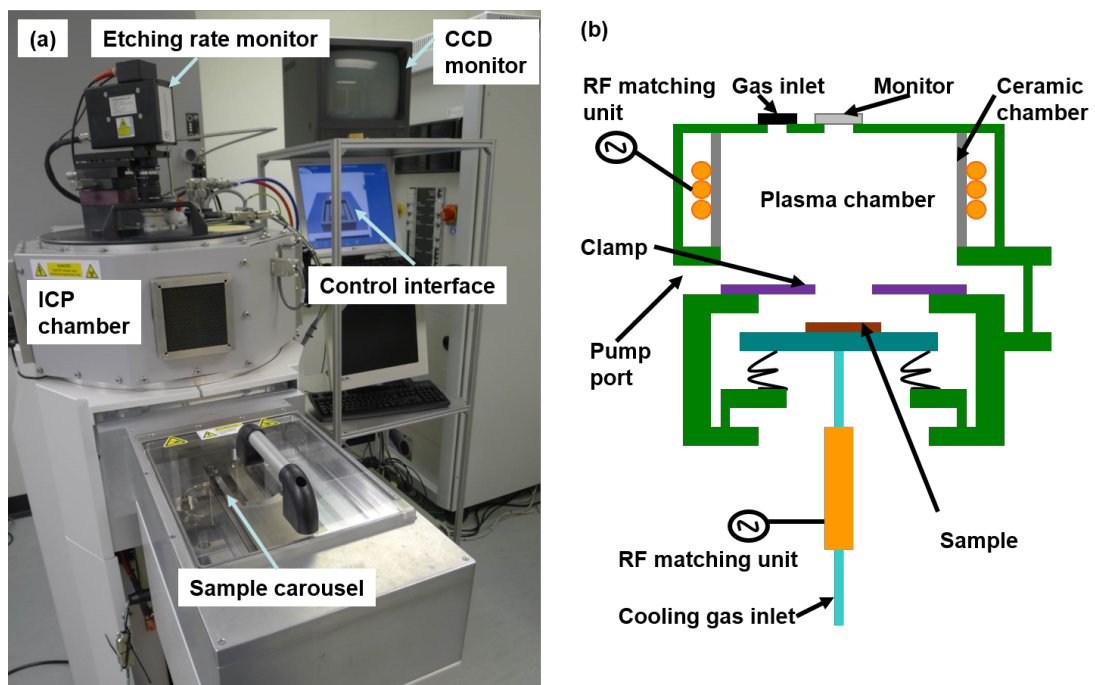 (a)
Etching rate monitor
CCD
monitor
ICP
chamber
Control interface
Sample carousel
(b)
RF matching
unit
Gas inlet
Monitor
Ceramic
chamber
Plasma chamber
Clamp
Pump
port
RF matching unit
Sample
Cooling gas inlet